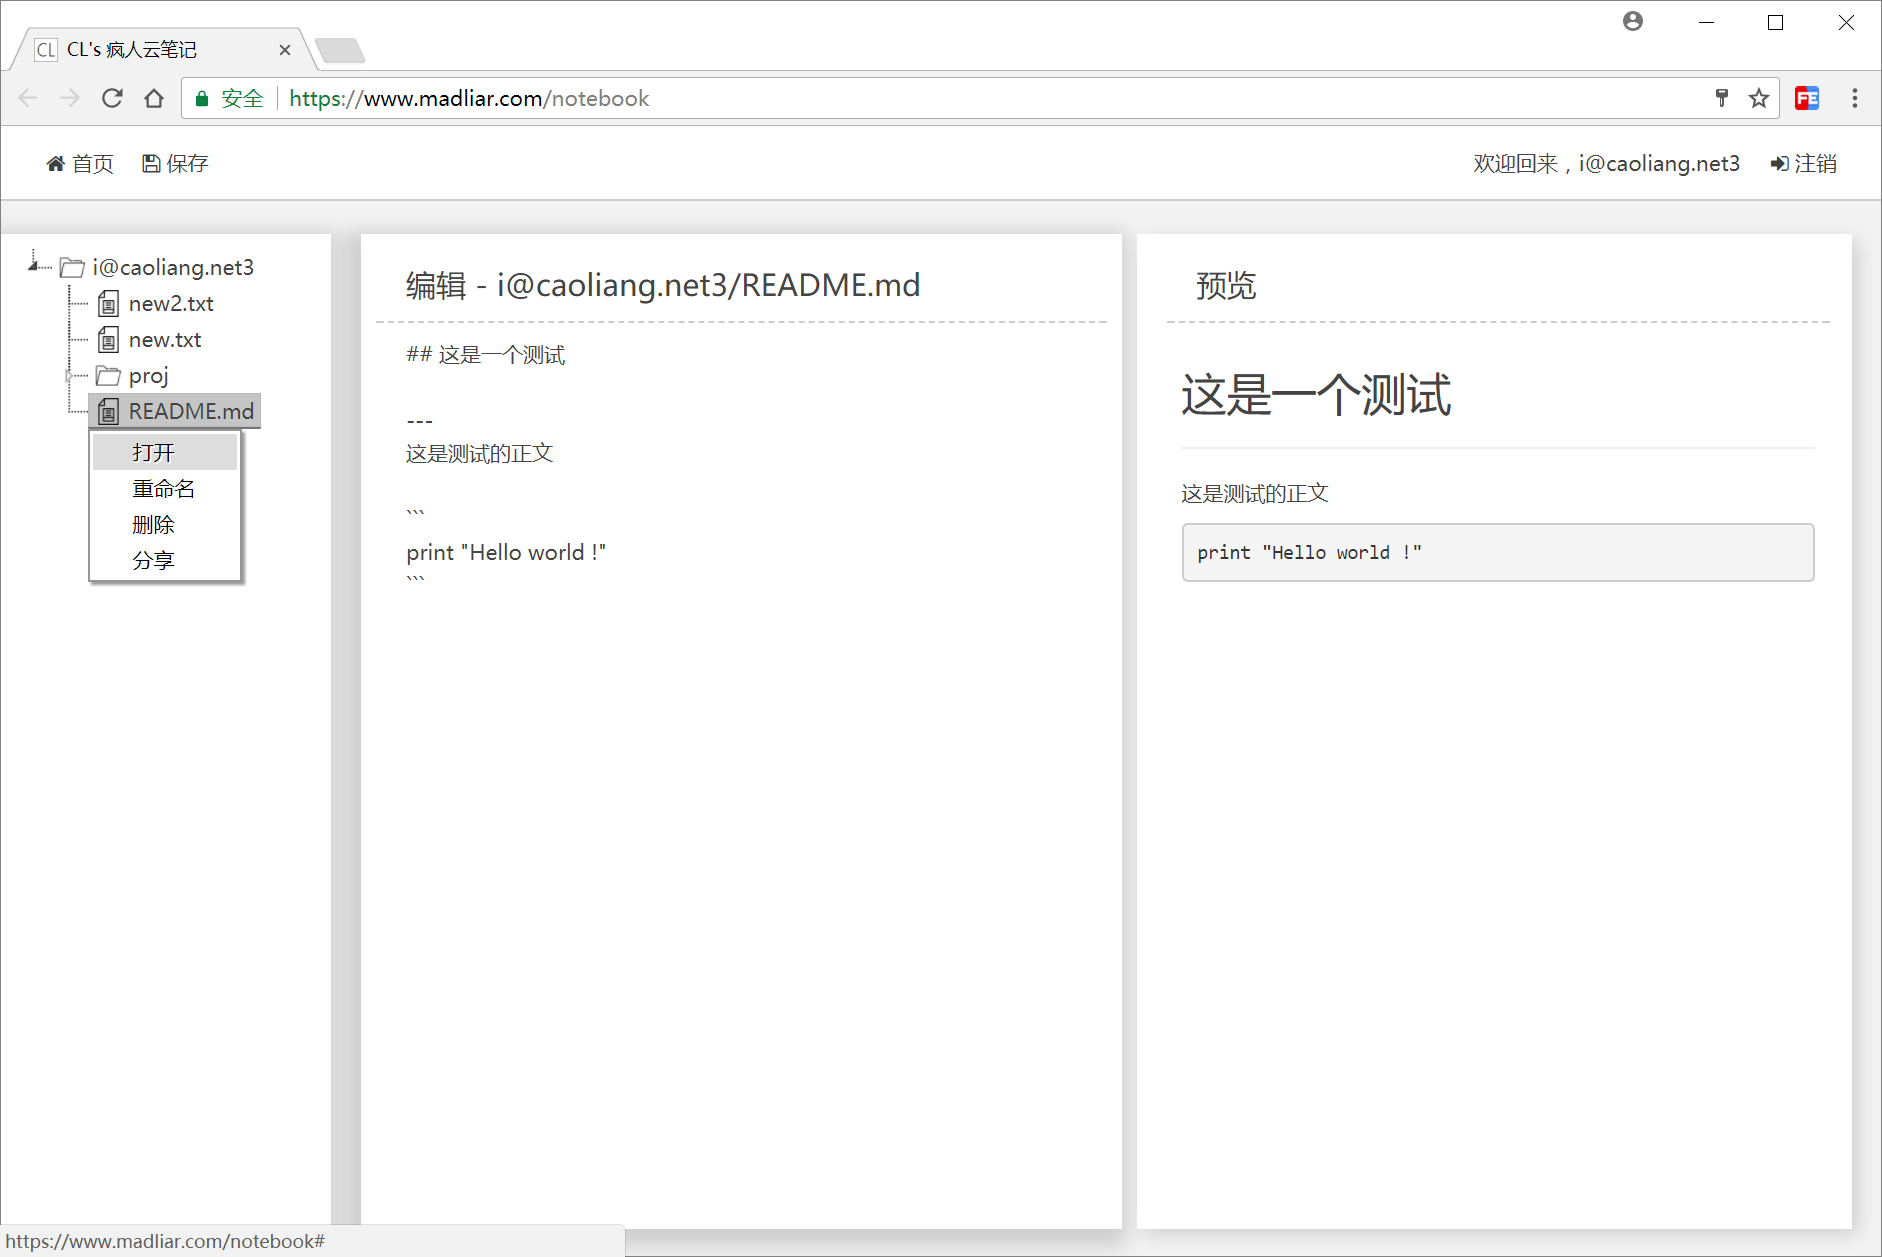 CL CL's 疯人云笔记
安全 https://www.madliar.com/notebook
FE
首页 保存 欢迎回来，i@caoliang.net3 注销
i@caoliang.net3
new2.txt
new.txt
proj
README.md
打开
重命名
删除
分享
编辑 - i@caoliang.net3/README.md
## 这是一个测试
---
这是测试的正文
```
print "Hello world !"
```
预览
这是一个测试
这是测试的正文
print "Hello world !"
https://www.madliar.com/notebook#